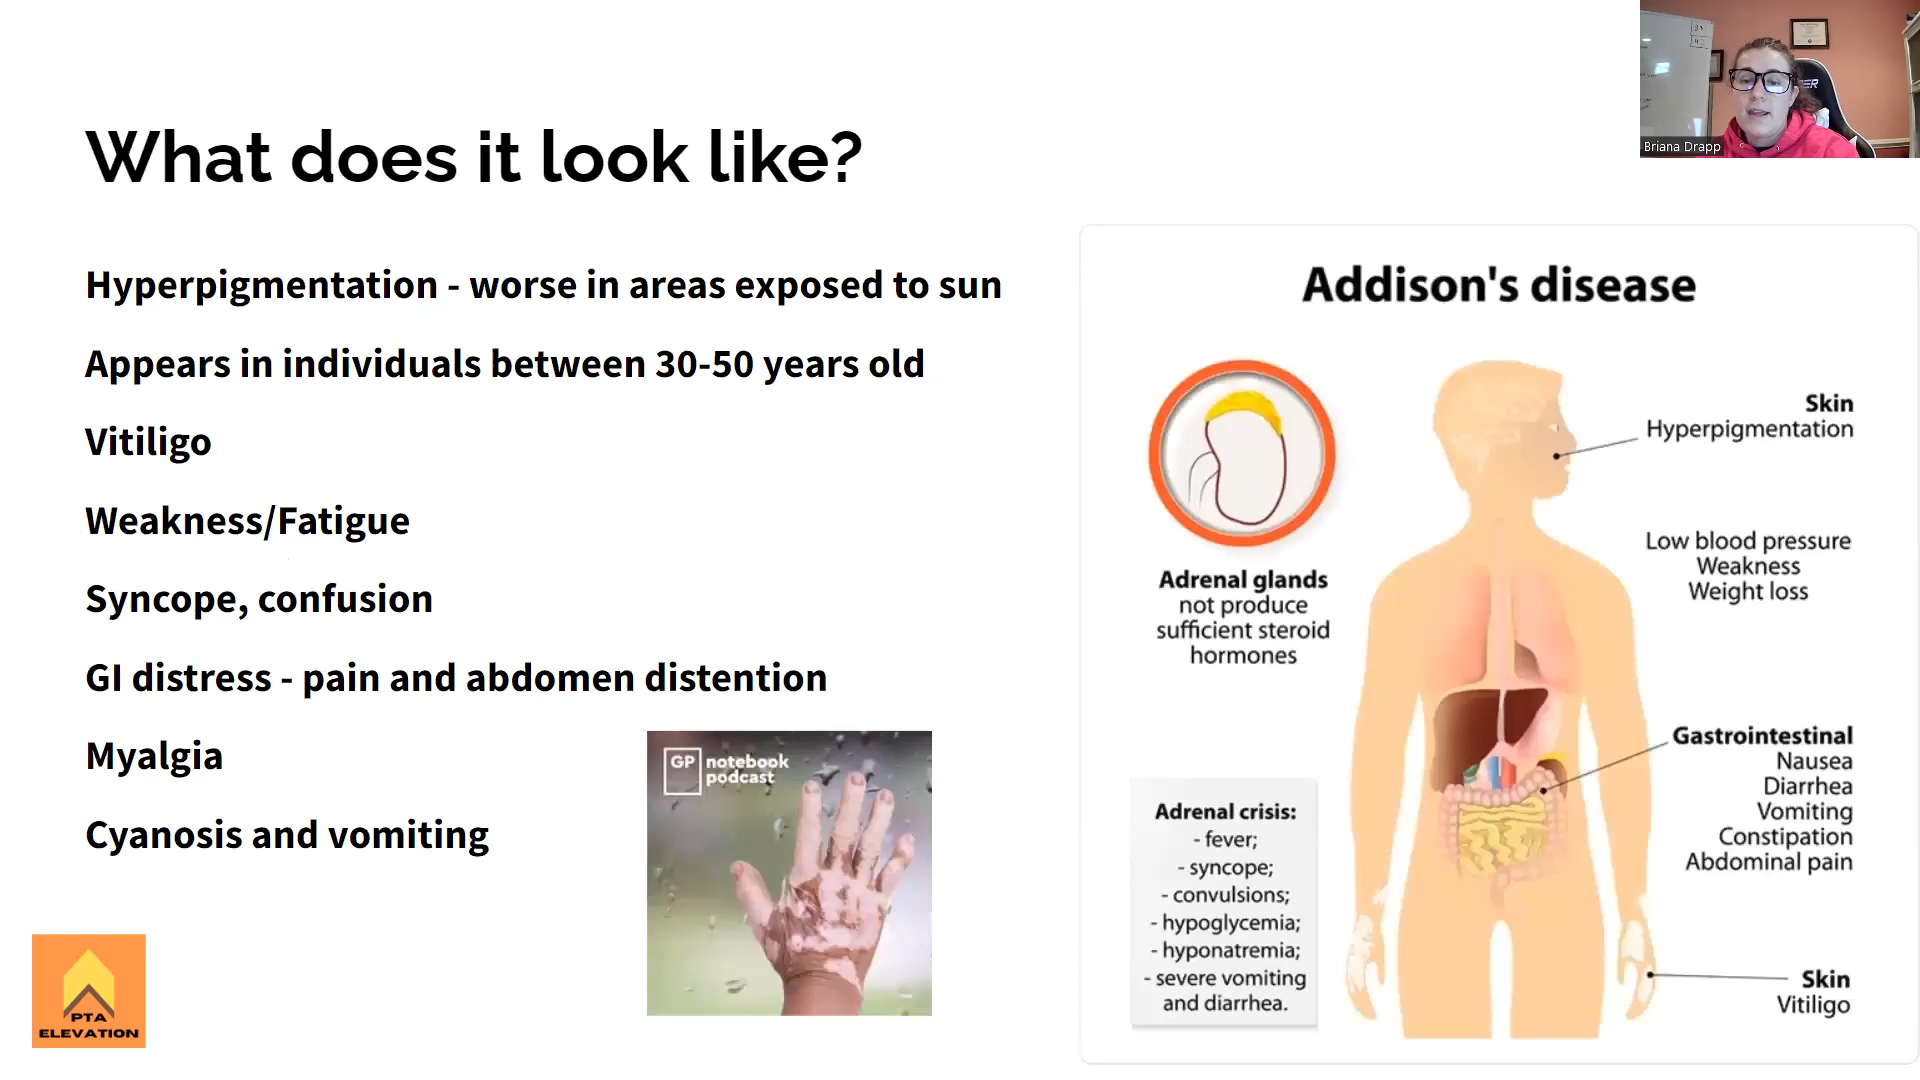 What does it look like?
Hyperpigmentation - worse in areas exposed to sun
Appears in individuals between 30-50 years old
Vitiligo
Weakness/Fatigue
Syncope, confusion
GI distress - pain and abdomen distention
Myalgia
Cyanosis and vomiting
GP notebook
podcast
PTA
ELEVATION
Briana Drapp
Addison's disease
Adrenal glands
not produce
sufficient steroid
hormones
Adrenal crisis:
- fever;
- syncope;
- convulsions;
- hypoglycemia;
- hyponatremia;
- severe vomiting
and diarrhea.
Skin
Hyperpigmentation
Low blood pressure
Weakness
Weight loss
Gastrointestinal
Nausea
Diarrhea
Vomiting
Constipation
Abdominal pain
Skin
Vitiligo